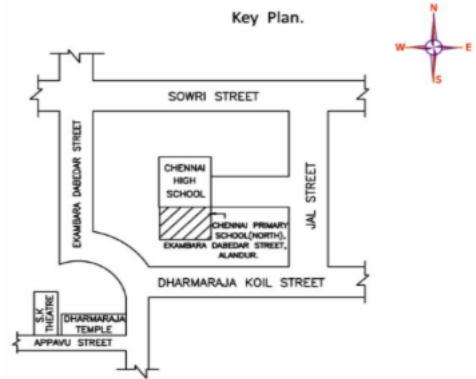 Key Plan.
N
W
E
S
SOWRI STREET
EKAMBARA DABEDAR STREET
CHENNAI
HIGH
SCHOOL
JAL STREET
CHENNAI PRIMARY
SCHOOL(NORTH),
EKAMBARA DABEDAR STREET,
ALANDUR.
DHARMARAJA KOIL STREET
S.K
THEATRE
DHARMARAJA
TEMPLE
APPAVU STREET